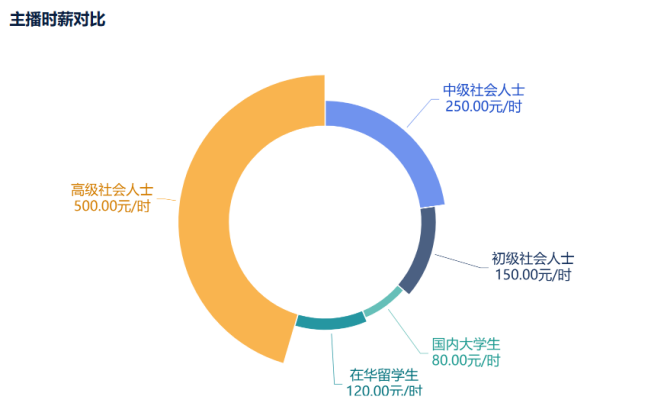 主播时薪对比
中级社会人士
250.00元/时
高级社会人士
500.00元/时
初级社会人士
150.00元/时
国内大学生
80.00元/时
在华留学生
120.00元/时